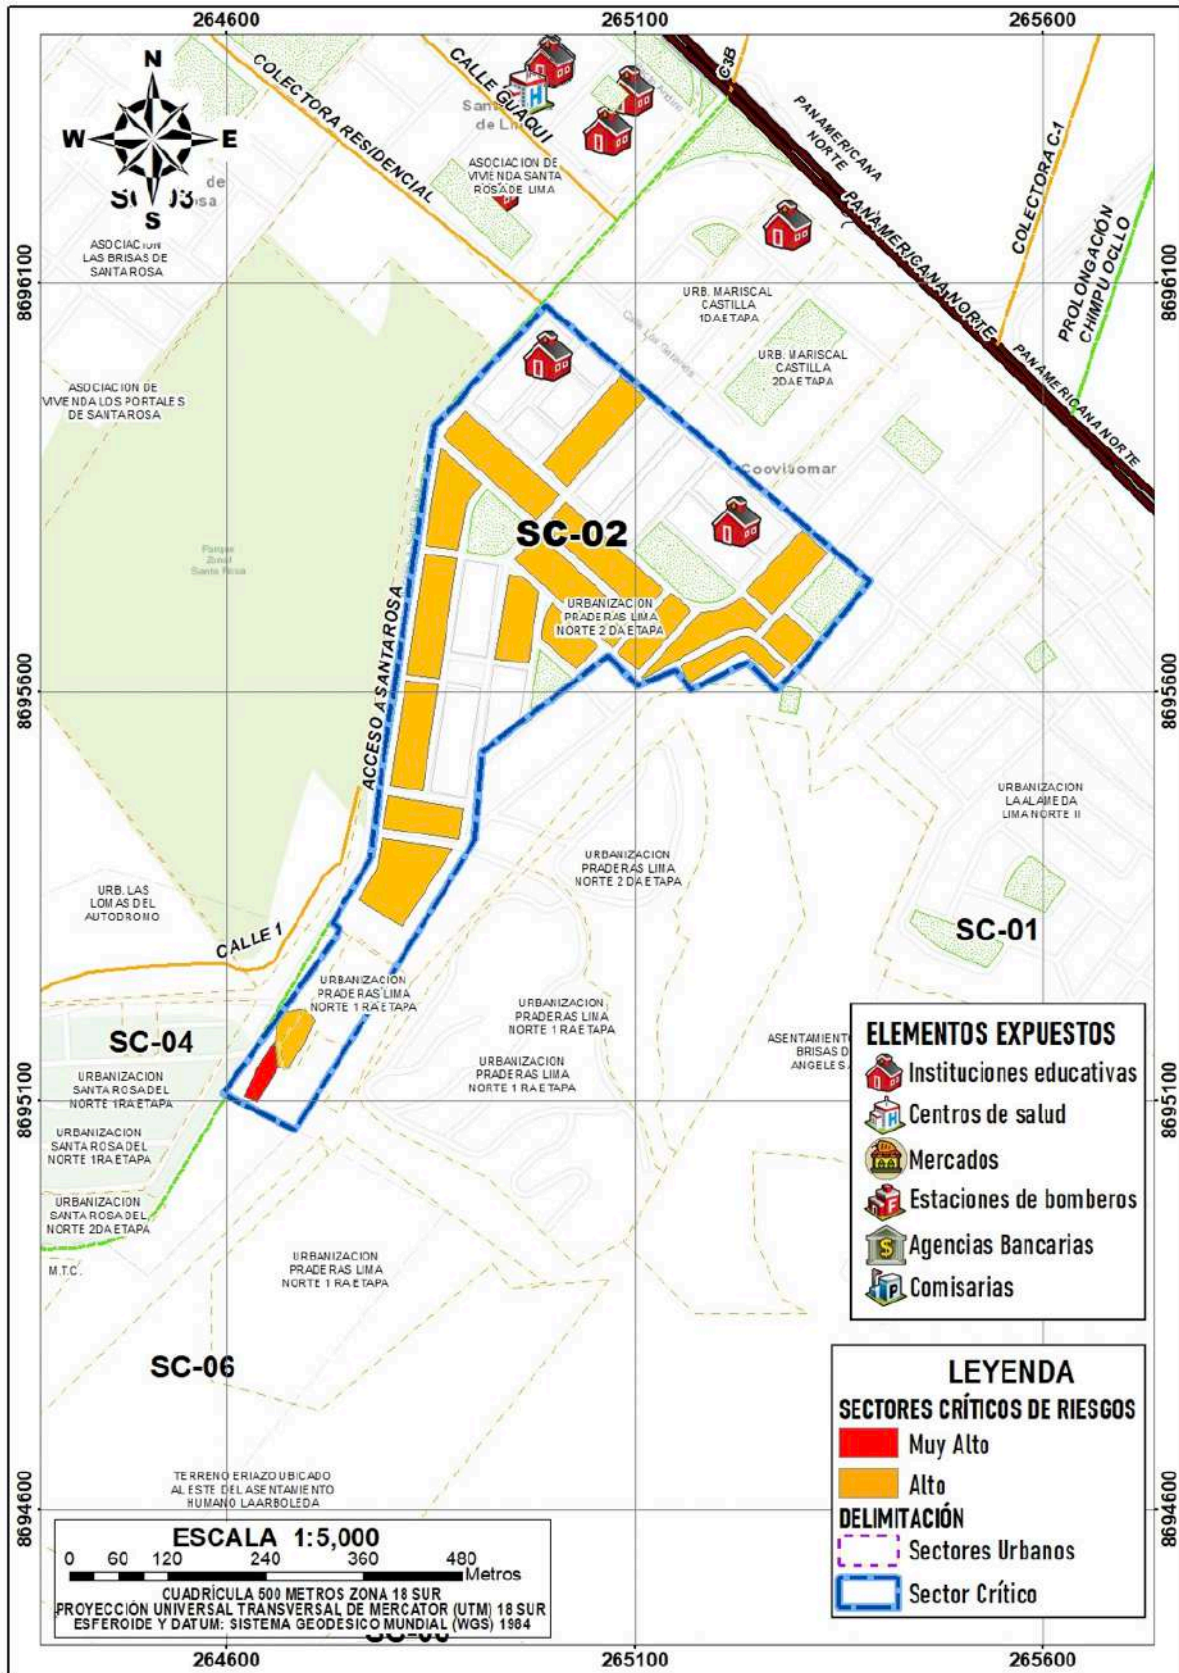 264600
265100
265600
N
W
E
S
COLECTORA RESIDENCIAL
CALLE GUAQUI
C3B
PANAMERICANA
NORTE
PANAMERICANA NORTE
PANAMERICANA NORTE
COLECTORA C-1
PROLONGACIÓN
CHIMPU OCLLO
ASOCIACION DE
VIVIENDA SANTA
ROSA DE LIMA
ASOCIACION
LAS BRISAS DE
SANTA ROSA
8696100
8696100
URB. MARISCAL
CASTILLA
1DA ETAPA
URB. MARISCAL
CASTILLA
2DA ETAPA
ASOCIACION DE
VIVIENDA LOS PORTALES
DE SANTA ROSA
Coovitiomar
SC-02
Parque
Zonal
Santa Rosa
URBANIZACION
PRADERAS LIMA
NORTE 2 DA ETAPA
ACCESO A SANTA ROSA
8695600
8695600
URBANIZACION
LA ALAMEDA
LIMA NORTE II
URBANIZACION
PRADERAS LIMA
NORTE 2 DA ETAPA
URB. LAS
LOMAS DEL
AUTODROMO
CALLE 1
SC-01
URBANIZACION
PRADERAS LIMA
NORTE 1 RA ETAPA
URBANIZACION
PRADERAS LIMA
NORTE 1 RA ETAPA
SC-04
ASENTAMIENTO
BRISAS D
ANGELES
URBANIZACION
PRADERAS LIMA
NORTE 1 RA ETAPA
URBANIZACION
SANTA ROSA DEL
NORTE 1RA ETAPA
8695100
8695100
URBANIZACION
SANTA ROSA DEL
NORTE 1RA ETAPA
URBANIZACION
SANTA ROSA DEL
NORTE 2DA ETAPA
M.T.C.
URBANIZACION
PRADERAS LIMA
NORTE 1 RA ETAPA
SC-06
TERRENO ERIAZO UBICADO
AL ESTE DEL ASENTAMIENTO
HUMANO LA ARBOLEDA
8694600
8694600
ELEMENTOS EXPUESTOS
Instituciones educativas
Centros de salud
Mercados
Estaciones de bomberos
Agencias Bancarias
Comisarias
LEYENDA
SECTORES CRÍTICOS DE RIESGOS
Muy Alto
Alto
DELIMITACIÓN
Sectores Urbanos
Sector Crítico
ESCALA 1:5,000
0 60 120 240 360 480
Metros
CUADRÍCULA 500 METROS ZONA 18 SUR
PROYECCIÓN UNIVERSAL TRANSVERSAL DE MERCATOR (UTM) 18 SUR
ESFEROIDE Y DATUM: SISTEMA GEODÉSICO MUNDIAL (WGS) 1984
264600
265100
265600